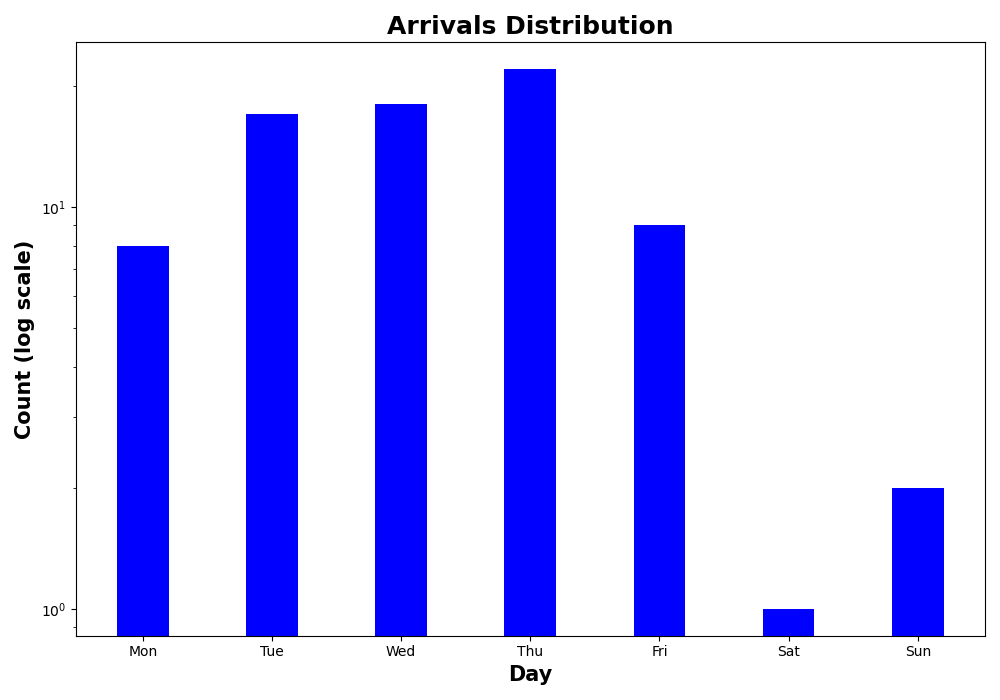 Arrivals Distribution
Count (log scale)
10¹
10⁰
Mon Tue Wed Thu Fri Sat Sun
Day